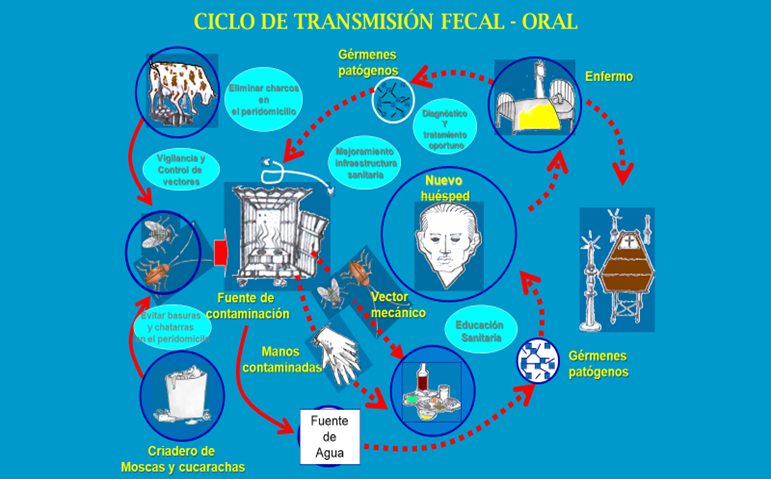 CICLO DE TRANSMISIÓN FECAL - ORAL
Gérmenes
patógenos
Enfermo
Eliminar charcos
en
el peridomicilio
Diagnóstico
Y
tratamiento
oportuno
Vigilancia y
Control de
vectores
Mejoramiento
Infraestructura
sanitaria
Nuevo
huésped
Fuente de
contaminación
Vector
mecánico
Evitar basuras
y chatarras
en el peridomicilio
Educación
Sanitaria
Manos
contaminadas
Gérmenes
patógenos
Fuente
de
Agua
Criadero de
Moscas y cucarachas